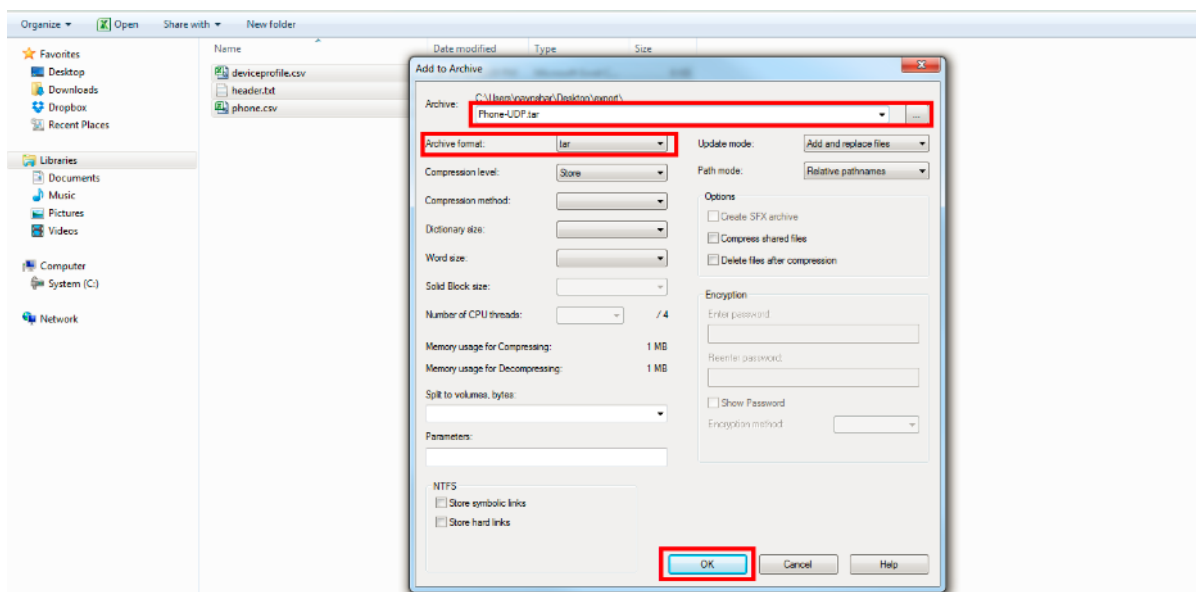 Organize Open Share with New folder
Favorites
Desktop
Downloads
Dropbox
Recent Places
Libraries
Documents
Music
Pictures
Videos
Computer
System (C:)
Network
Name Date modified Type Size
deviceprofile.csv
header.txt
phone.csv
Add to Archive
Archive:
Phone-UDP.tar
...
Archive format: tar
Compression level: Store
Compression method:
Dictionary size:
Word size:
Solid Block size:
Number of CPU threads: / 4
Memory usage for Compressing: 1 MB
Memory usage for Decompressing: 1 MB
Split to volumes, bytes:
Parameters:
NTFS
Store symbolic links
Store hard links
Update mode: Add and replace files
Path mode: Relative pathnames
Options
Create SFX archive
Compress shared files
Delete files after compression
Encryption
Enter password
Reenter password:
Show Password
Encryption method:
OK Cancel Help